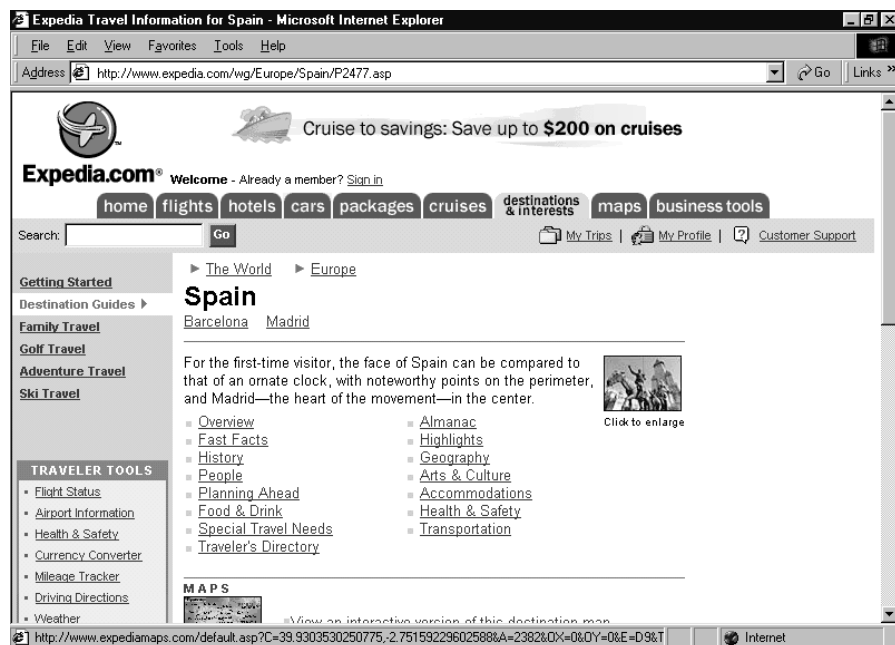 Expedia Travel Information for Spain - Microsoft Internet Explorer
File Edit View Favorites Tools Help
Address http://www.expedia.com/wg/Europe/Spain/P2477.asp Go Links »
Cruise to savings: Save up to $200 on cruises
Expedia.com® Welcome - Already a member? Sign in
home flights hotels cars packages cruises destinations & interests maps business tools
Search: Go My Trips | My Profile | Customer Support
The World Europe
Getting Started
Spain
Destination Guides
Barcelona Madrid
Family Travel
Golf Travel
Adventure Travel
Ski Travel
For the first-time visitor, the face of Spain can be compared to
that of an ornate clock, with noteworthy points on the perimeter,
and Madrid—the heart of the movement—in the center.
Click to enlarge
Overview Almanac
Fast Facts Highlights
History Geography
People Arts & Culture
Planning Ahead Accommodations
Food & Drink Health & Safety
Special Travel Needs Transportation
Traveler's Directory
TRAVELER TOOLS
Flight Status
Airport Information
Health & Safety
Currency Converter
Mileage Tracker
Driving Directions
Weather
MAPS
View an interactive version of this destination map
http://www.expediamaps.com/default.asp?C=39.9303530250775,-2.75159229602588&A=2382&OX=0&OY=0&E=D9&T Internet